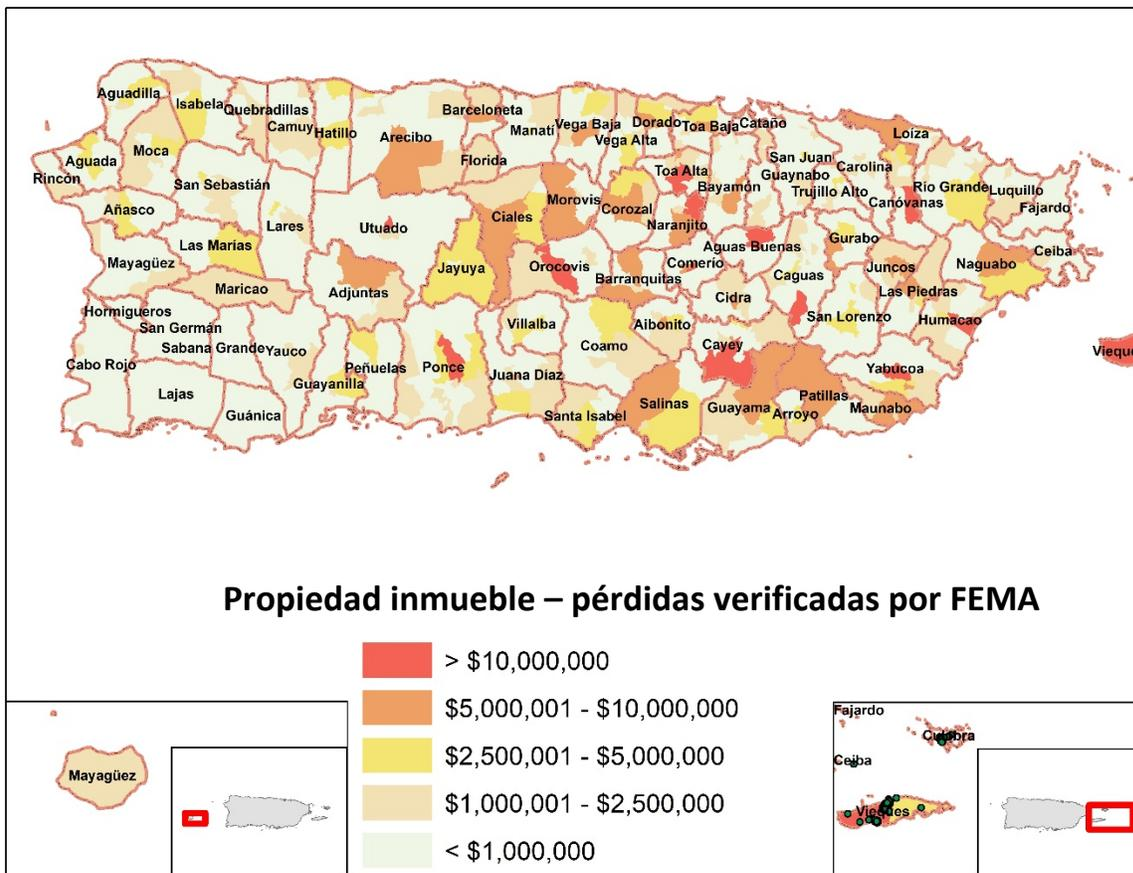 Aguadilla
Isabela
Quebradillas
Camuy
Hatillo
Arecibo
Barceloneta
Manatí
Vega Baja
Vega Alta
Dorado
Toa Baja
Cataño
Loíza
Aguada
Moca
Rincón
San Sebastián
Florida
Toa Alta
Bayamón
San Juan
Guaynabo
Trujillo Alto
Carolina
Canóvanas
Rio Grande
Luquillo
Fajardo
Añasco
Lares
Utuado
Ciales
Morovis
Corozal
Naranjito
Las Marías
Mayagüez
Maricao
Adjuntas
Jayuya
Orocovis
Barranquitas
Comerío
Aguas Buenas
Caguas
Gurabo
Juncos
Las Piedras
Naguabo
Ceiba
Hormigueros
San Germán
Sabana Grande
Yauco
Cidra
San Lorenzo
Humacao
Villalba
Aibonito
Coamo
Cayey
Cabo Rojo
Lajas
Guánica
Guayanilla
Peñuelas
Ponce
Juana Díaz
Yabucoa
Santa Isabel
Salinas
Guayama
Arroyo
Patillas
Maunabo
Propiedad inmueble – pérdidas verificadas por FEMA
> $10,000,000
$5,000,001 - $10,000,000
$2,500,001 - $5,000,000
$1,000,001 - $2,500,000
< $1,000,000
Mayagüez
Fajardo
Culebra
Ceiba
Vieques